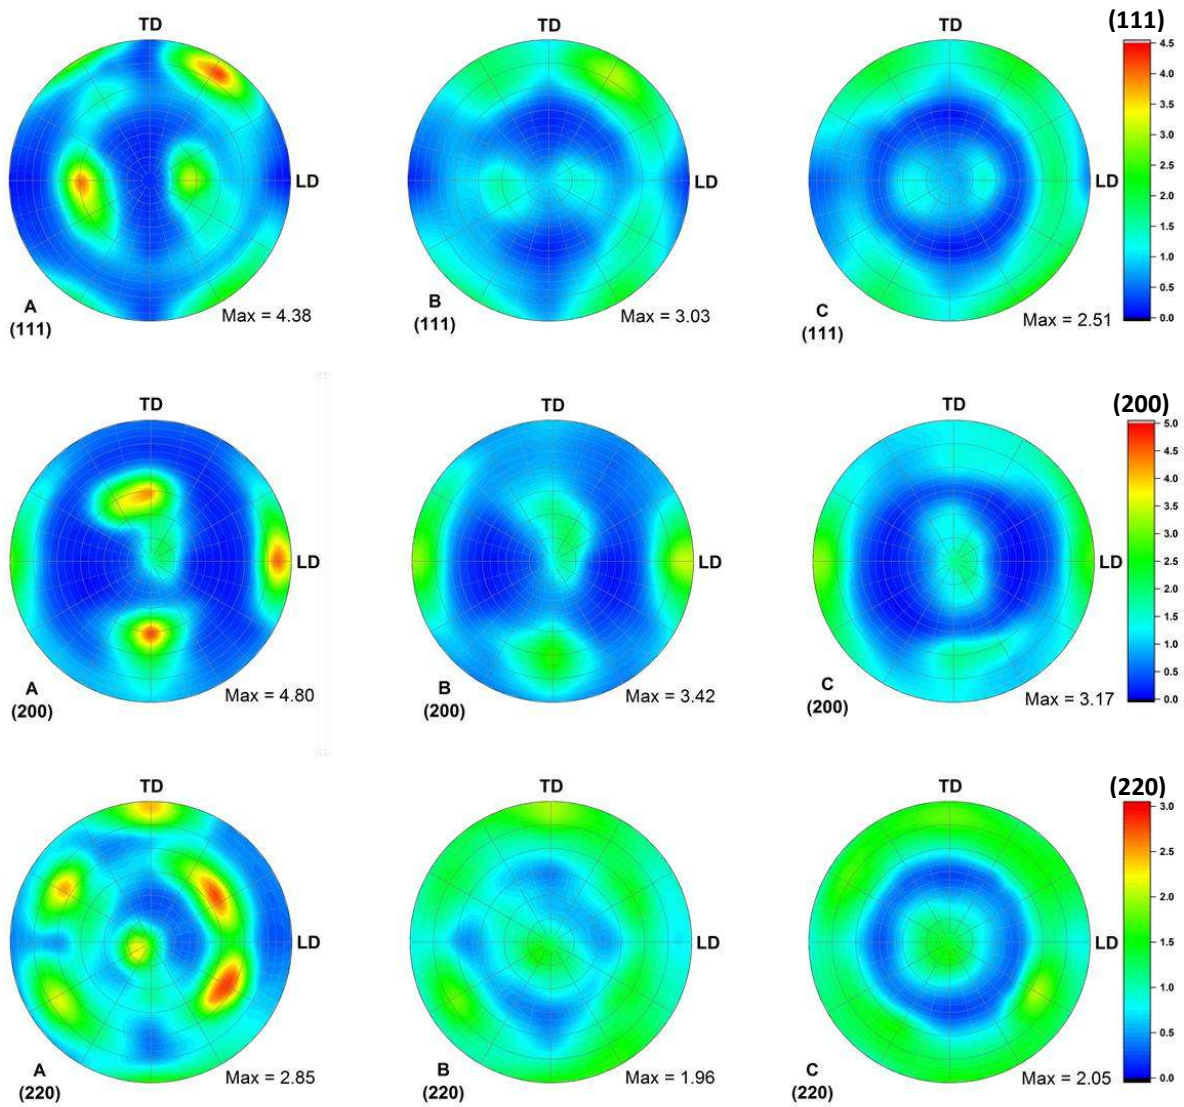 TD
TD
TD
(111)
4.5
4.0
3.5
3.0
2.5
2.0
1.5
1.0
0.5
0.0
LD
LD
LD
A
(111)
Max = 4.38
B
(111)
Max = 3.03
C
(111)
Max = 2.51
TD
TD
TD
(200)
5.0
4.5
4.0
3.5
3.0
2.5
2.0
1.5
1.0
0.5
0.0
LD
LD
LD
A
(200)
Max = 4.80
B
(200)
Max = 3.42
C
(200)
Max = 3.17
TD
TD
TD
(220)
3.0
2.5
2.0
1.5
1.0
0.5
0.0
LD
LD
LD
A
(220)
Max = 2.85
B
(220)
Max = 1.96
C
(220)
Max = 2.05